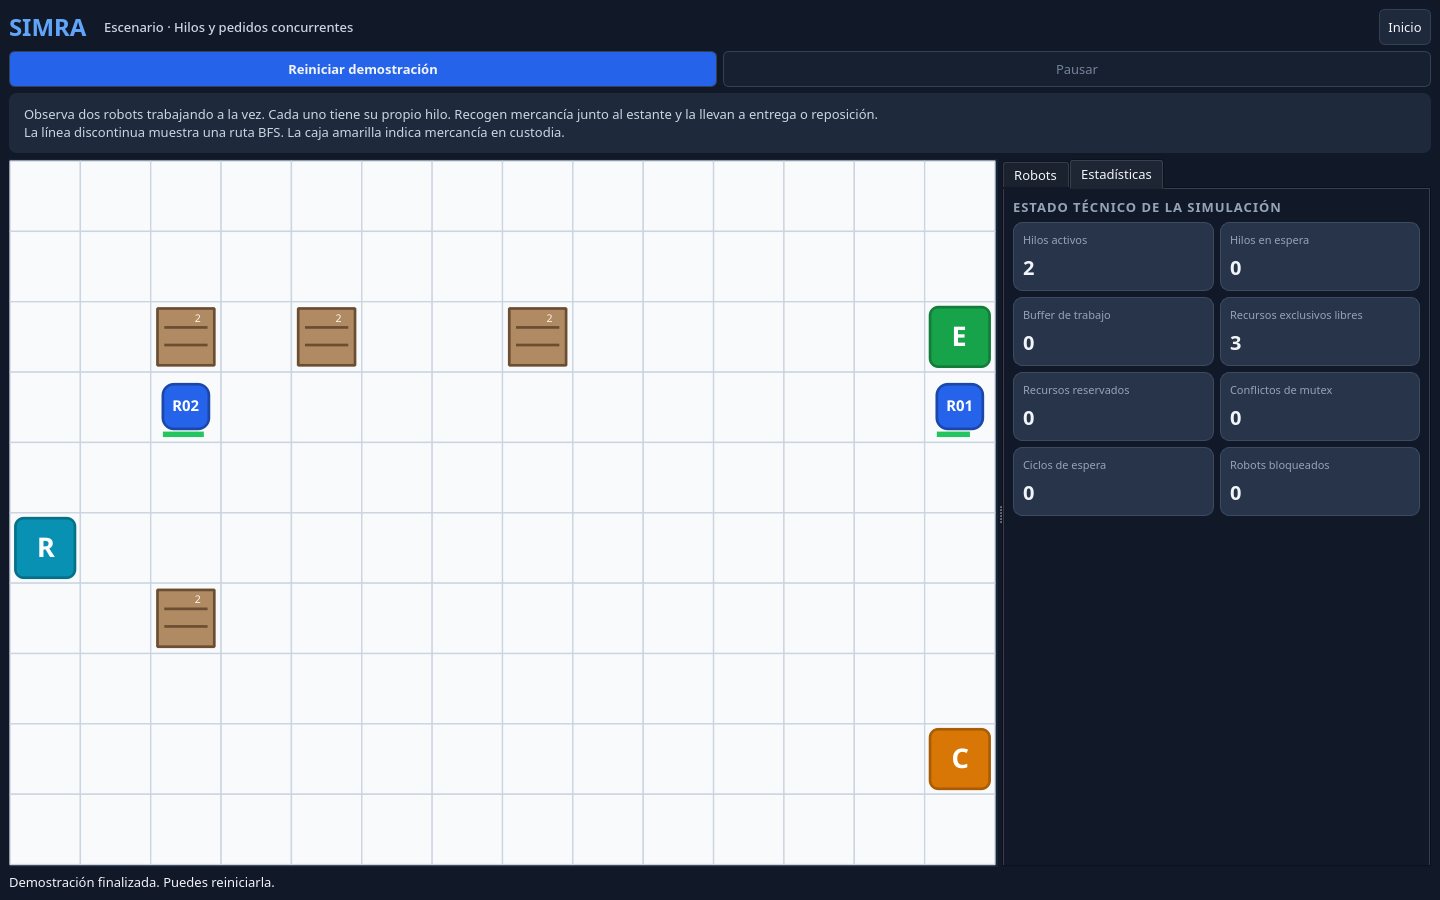 SIMRA
Escenario · Hilos y pedidos concurrentes
Inicio
Reiniciar demostración
Pausar
Observa dos robots trabajando a la vez. Cada uno tiene su propio hilo. Recogen mercancía junto al estante y la llevan a entrega o reposición.
La línea discontinua muestra una ruta BFS. La caja amarilla indica mercancía en custodia.
2
2
2
E
R02
R01
R
2
C
Robots
Estadísticas
ESTADO TÉCNICO DE LA SIMULACIÓN
Hilos activos
2
Hilos en espera
0
Buffer de trabajo
0
Recursos exclusivos libres
3
Recursos reservados
0
Conflictos de mutex
0
Ciclos de espera
0
Robots bloqueados
0
Demostración finalizada. Puedes reiniciarla.